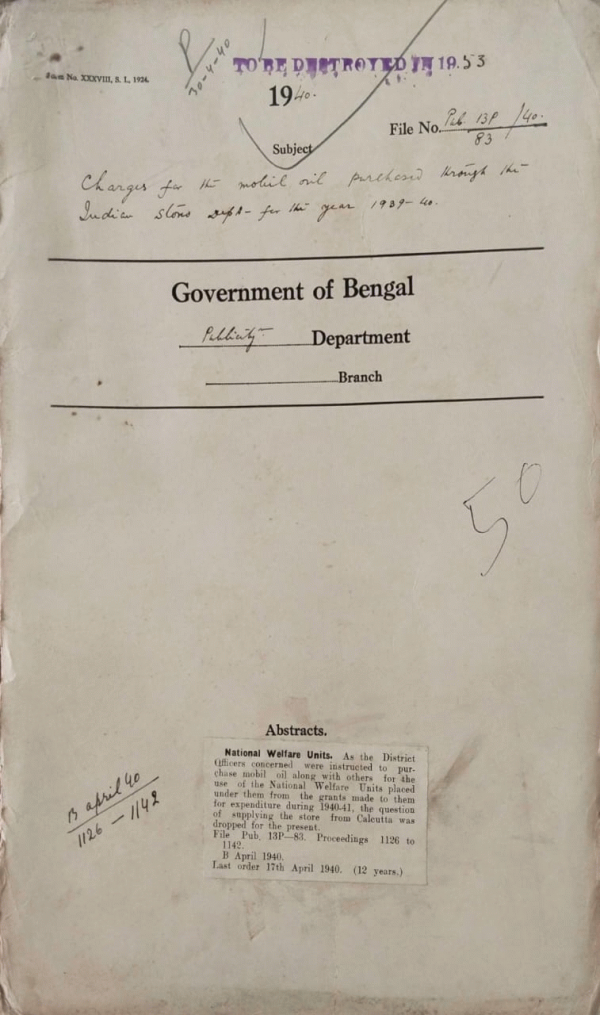 P
30-4-40
TO BE DESTROYED IN 1953
Form No. XXXVIII, S. I., 1924.
1940.
File No. Pub. 13P/83 /40.
Subject
Charges for the mobil oil purchased through the
Indian Stores Dept- for the year 1939-40.
Government of Bengal
Publicity Department
Branch
50
Abstracts.
National Welfare Units. As the District
Officers concerned were instructed to pur-
chase mobil oil along with others for the
use of the National Welfare Units placed
under them from the grants made to them
for expenditure during 1940-41, the question
of supplying the store from Calcutta was
dropped for the present.
File Pub. 13P—83. Proceedings 1126 to
1142.
B April 1940.
Last order 17th April 1940. (12 years.)
B april 40
1126 - 1142